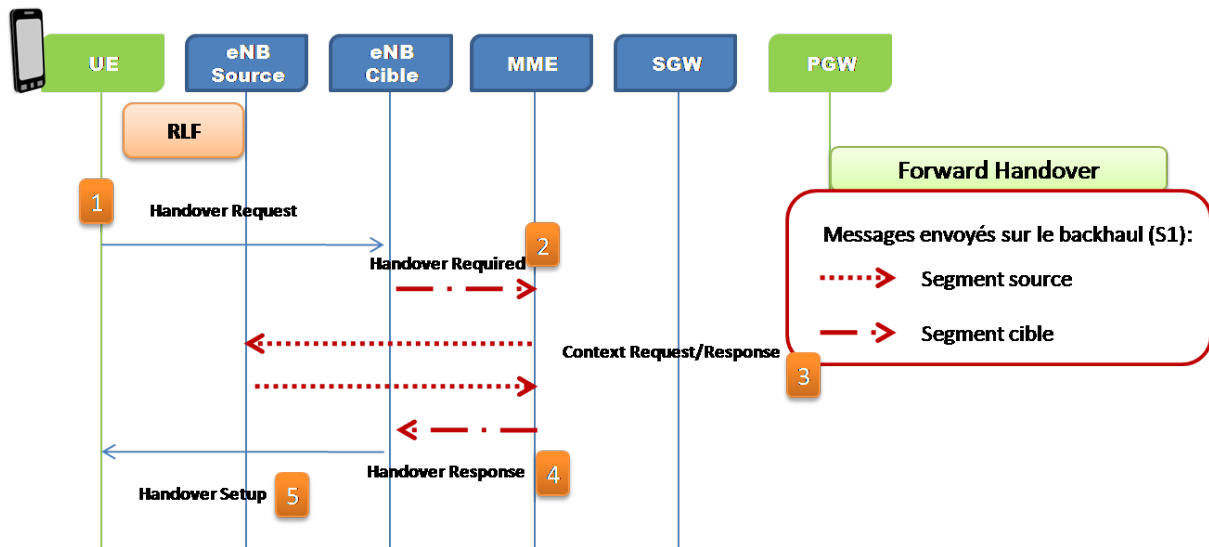 UE
eNB
Source
eNB
Cible
MME
SGW
PGW
RLF
Forward Handover
1
Handover Request
Messages envoyés sur le backhaul (S1):
2
Handover Required
Segment source
Segment cible
Context Request/Response
3
Handover Response
4
Handover Setup
5